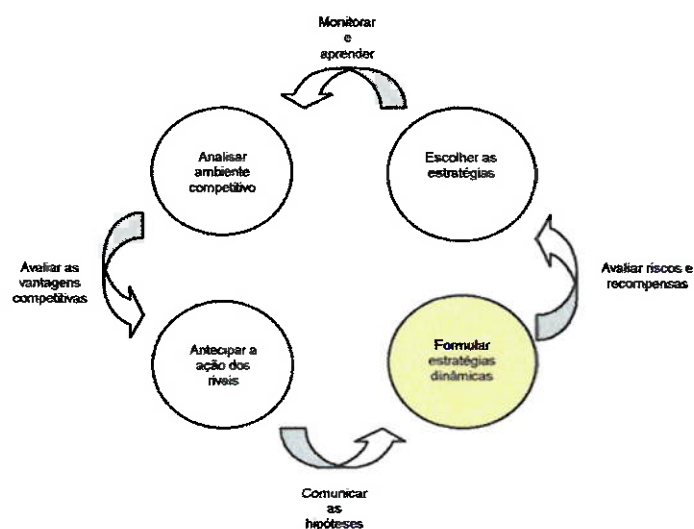 Monitorar
e
aprender
Analisar
ambiente
competitivo
Escolher as
estratégias
Avaliar as
vantagens
competitivas
Avaliar riscos e
recompensas
Antecipar a
ação dos
rivais
Formular
estratégias
dinâmicas
Comunicar
as
hipóteses